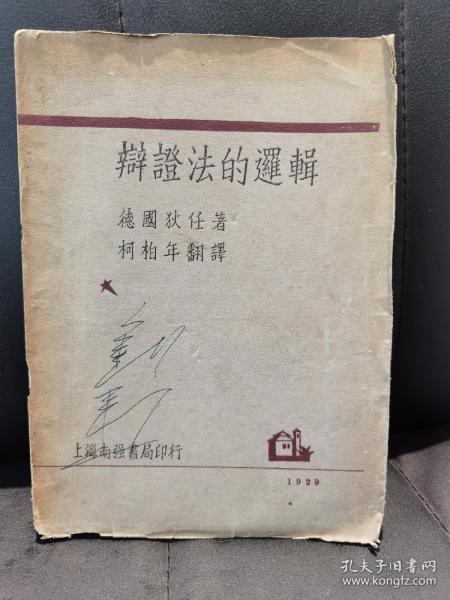 辯證法的邏輯
德國狄任著
柯柏年翻譯
上海南强書局印行
1929
孔夫子旧书网
www.kongfz.com